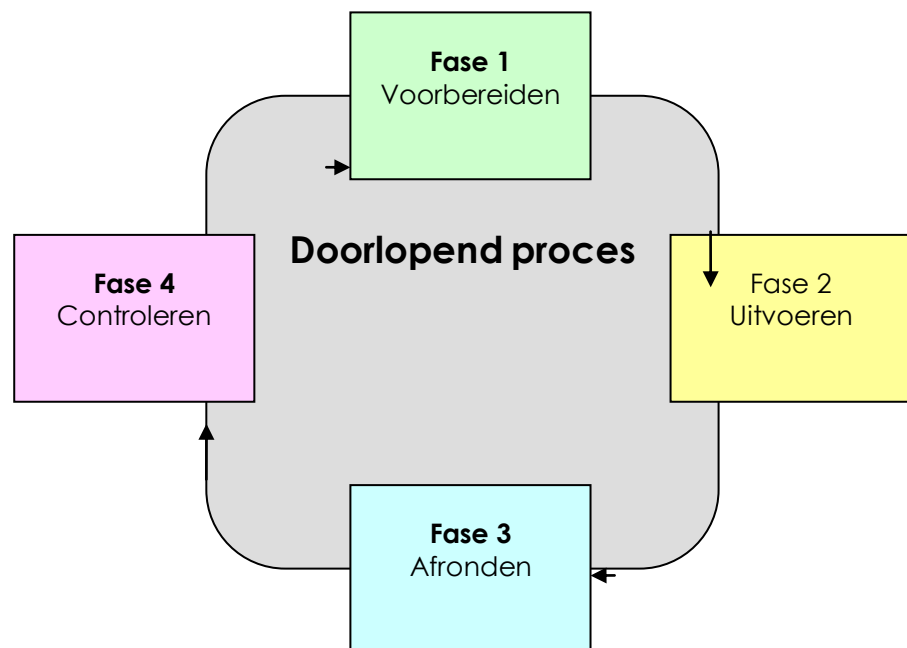 Fase 1
Voorbereiden
Doorlopend proces
Fase 4
Controleren
Fase 2
Uitvoeren
Fase 3
Afronden